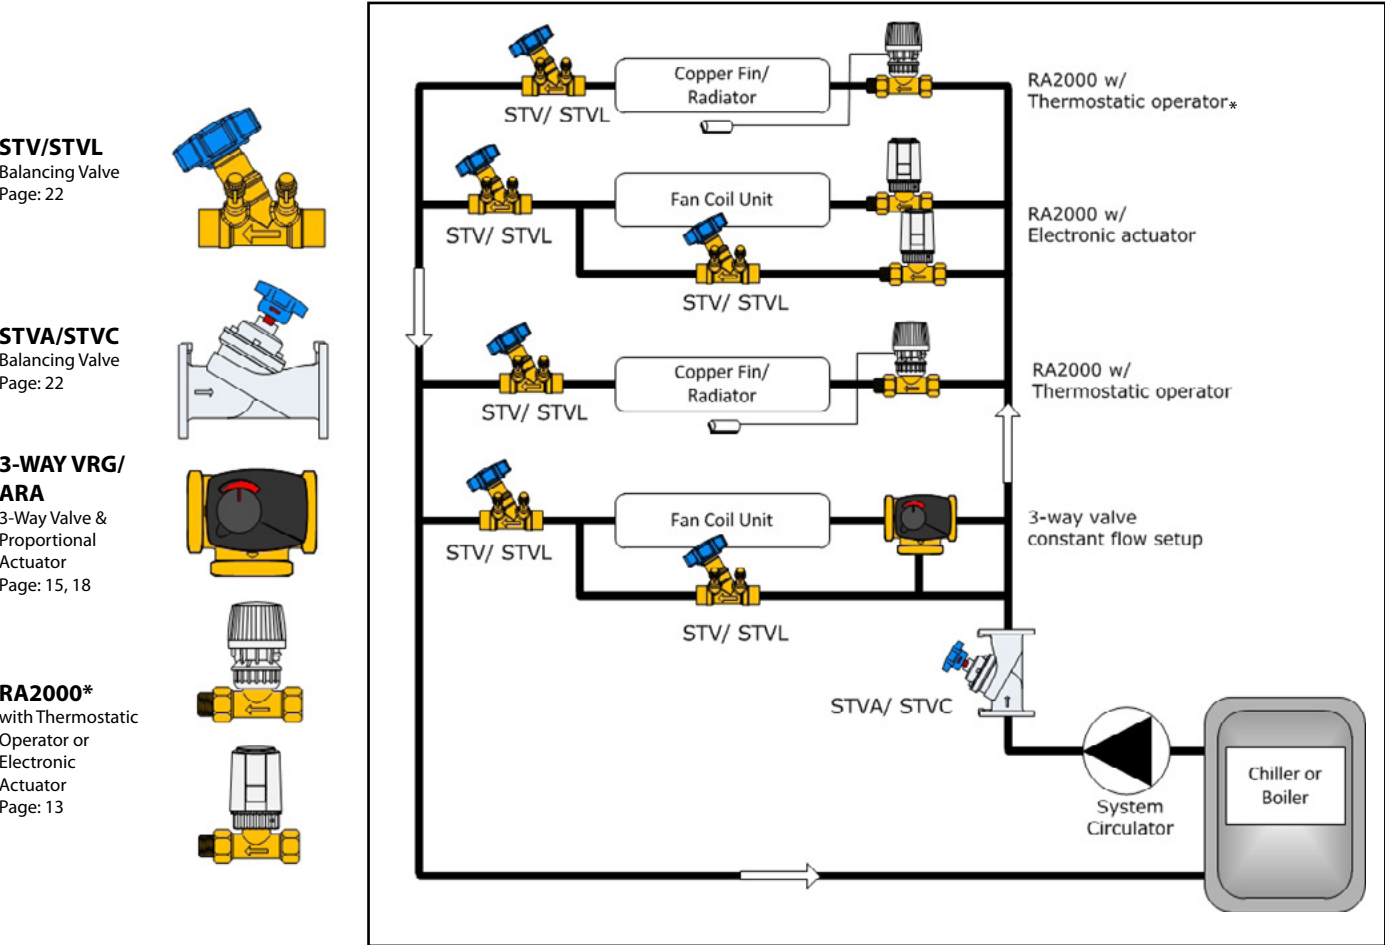 STV/STVL
Balancing Valve
Page: 22
STVA/STVC
Balancing Valve
Page: 22
3-WAY VRG/
ARA
3-Way Valve &
Proportional
Actuator
Page: 15, 18
RA2000*
with Thermostatic
Operator or
Electronic
Actuator
Page: 13
Copper Fin/
Radiator
STV/ STVL
RA2000 w/
Thermostatic operator*
Fan Coil Unit
STV/ STVL
STV/ STVL
RA2000 w/
Electronic actuator
Copper Fin/
Radiator
STV/ STVL
RA2000 w/
Thermostatic operator
Fan Coil Unit
STV/ STVL
STV/ STVL
3-way valve
constant flow setup
STVA/ STVC
System
Circulator
Chiller or
Boiler